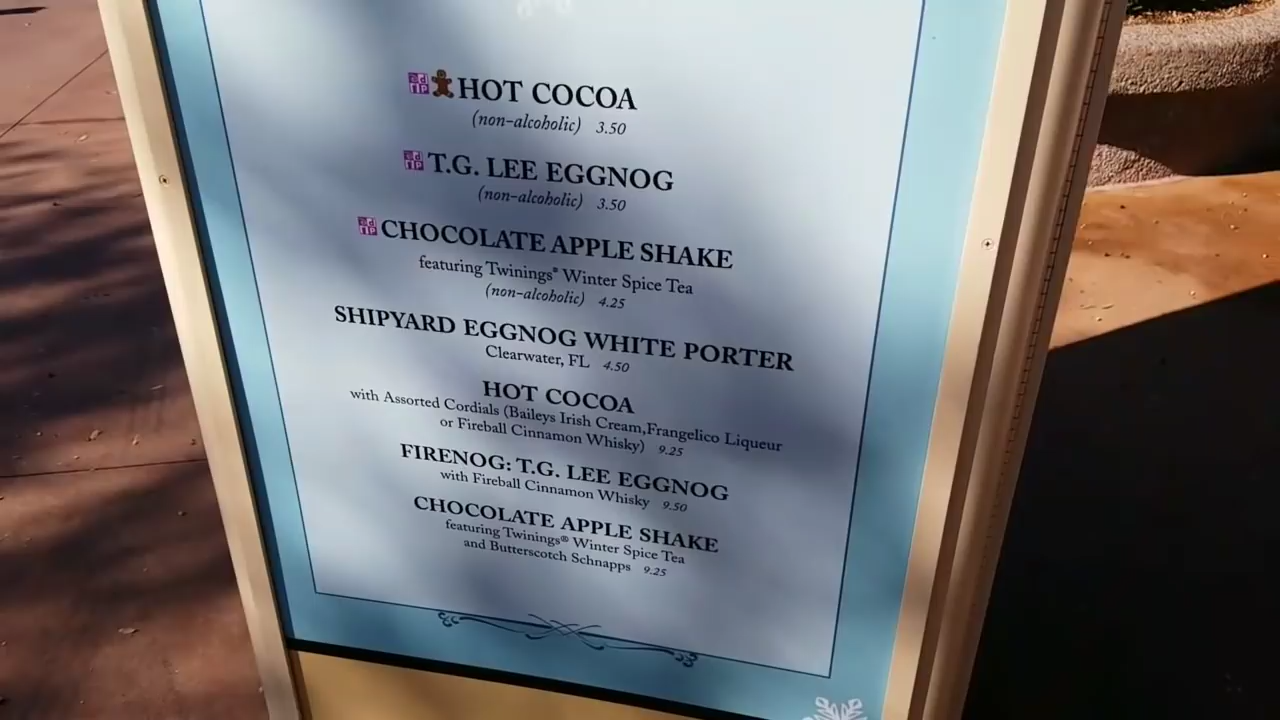 HOT COCOA
(non-alcoholic) 3.50
T.G. LEE EGGNOG
(non-alcoholic) 3.50
CHOCOLATE APPLE SHAKE
featuring Twinings® Winter Spice Tea
(non-alcoholic) 4.25
SHIPYARD EGGNOG WHITE PORTER
Clearwater, FL 4.50
HOT COCOA
with Assorted Cordials (Baileys Irish Cream,Frangelico Liqueur
or Fireball Cinnamon Whisky) 9.25
FIRENOG: T.G. LEE EGGNOG
with Fireball Cinnamon Whisky 9.50
CHOCOLATE APPLE SHAKE
featuring Twinings® Winter Spice Tea
and Butterscotch Schnapps 9.25